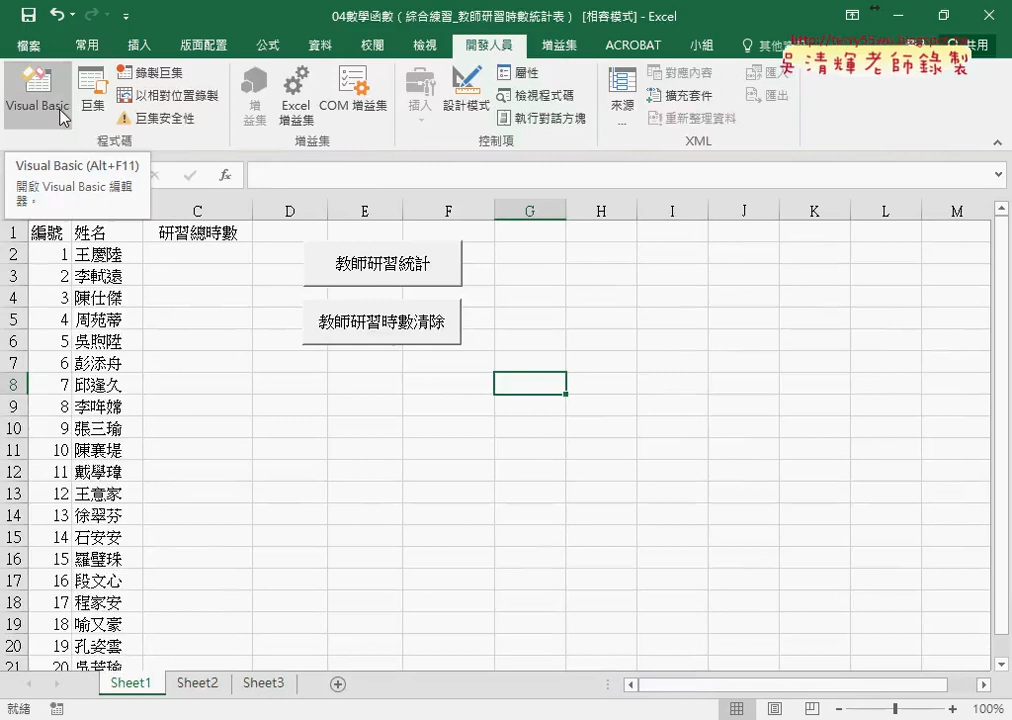 04數學函數（綜合練習_教師研習時數統計表） [相容模式] - Excel
檔案 常用 插入 版面配置 公式 資料 校閱 檢視 開發人員 增益集 ACROBAT 小組 共用
吳清輝老師錄製
Visual Basic
巨集
錄製巨集
以相對位置錄製
巨集安全性
程式碼
增益集
Excel 增益集
COM 增益集
增益集
插入
設計模式
屬性
檢視程式碼
執行對話方塊
控制項
來源
...
對應內容
擴充套件
重新整理資料
匯出
XML
Visual Basic (Alt+F11)
開啟 Visual Basic 編輯器。
fx
C D E F G H I J K L M
1 編號 姓名 研習總時數
2 1 王慶陸
3 2 李軾遠
4 3 陳仕傑
5 4 周苑蒂
6 5 吳煦陞
7 6 彭添舟
8 7 邱逢久
9 8 李哖嫦
10 9 張三瑜
11 10 陳襄堤
12 11 戴學瑋
13 12 王意家
14 13 徐翠芬
15 14 石安安
16 15 羅璧珠
17 16 段文心
18 17 程家安
19 18 喻又豪
20 19 孔姿雲
21 20
教師研習統計
教師研習時數清除
Sheet1 Sheet2 Sheet3
就緒
100%